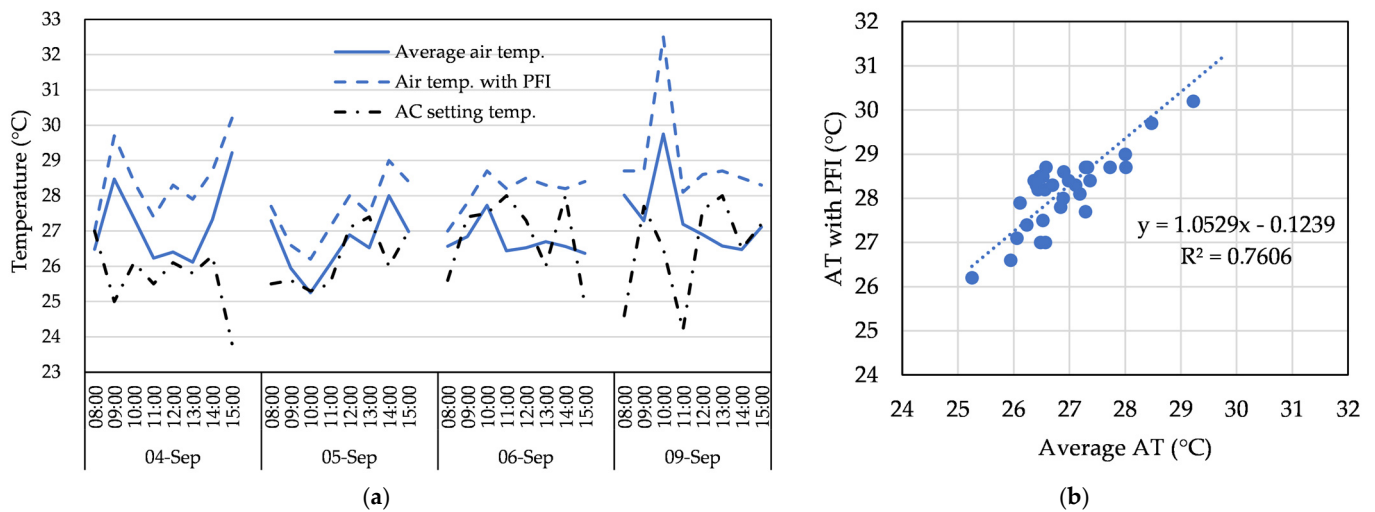 33
32
31
30
29
28
27
26
25
24
23
Temperature (°C)
Average air temp.
Air temp. with PFI
AC setting temp.
08:00 09:00 10:00 11:00 12:00 13:00 14:00 15:00 08:00 09:00 10:00 11:00 12:00 13:00 14:00 15:00 08:00 09:00 10:00 11:00 12:00 13:00 14:00 15:00 08:00 09:00 10:00 11:00 12:00 13:00 14:00 15:00
04-Sep 05-Sep 06-Sep 09-Sep
(a)
32
31
30
29
28
27
26
25
24
AT with PFI (°C)
y = 1.0529x - 0.1239
R² = 0.7606
24 25 26 27 28 29 30 31 32
Average AT (°C)
(b)